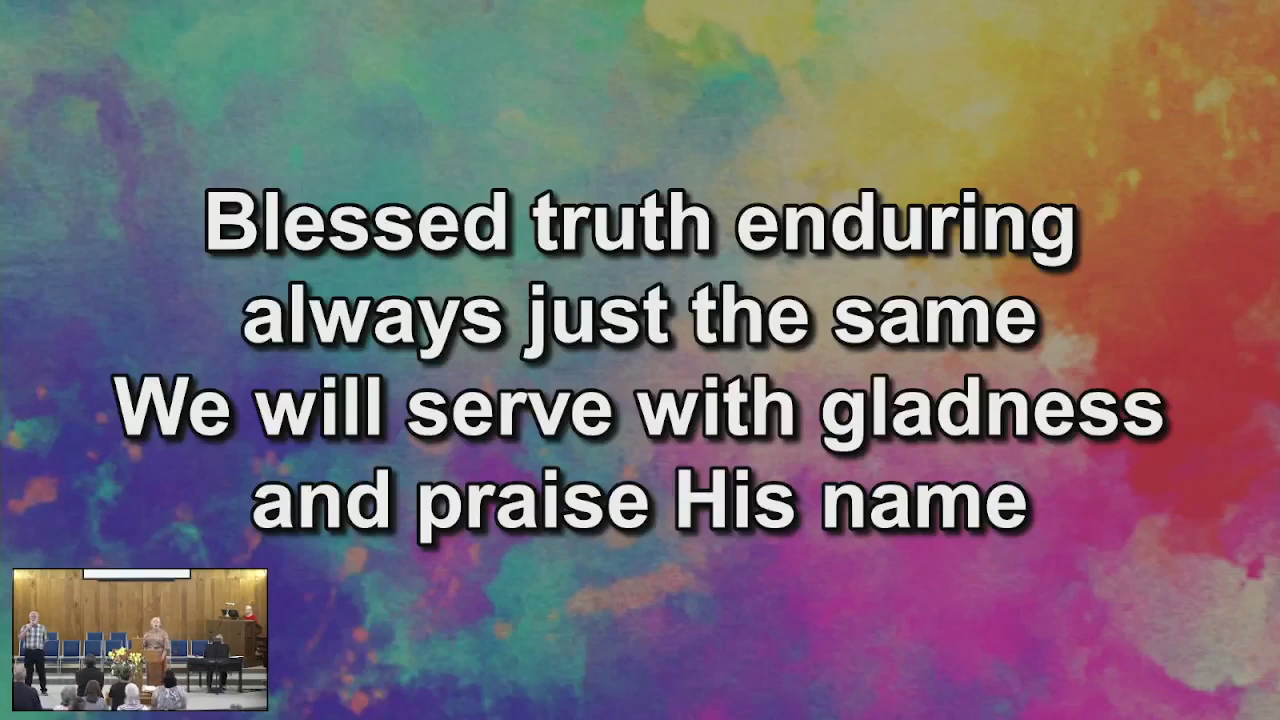 Blessed truth enduring
always just the same
We will serve with gladness
and praise His name